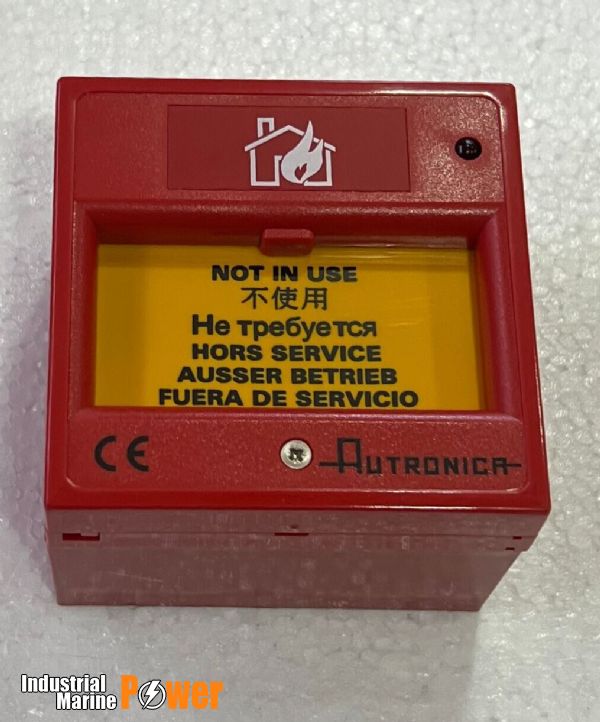 NOT IN USE
不使用
Не требуется
HORS SERVICE
AUSSER BETRIEB
FUERA DE SERVICIO
CE
AUTRONICA
Industrial
Marine Power